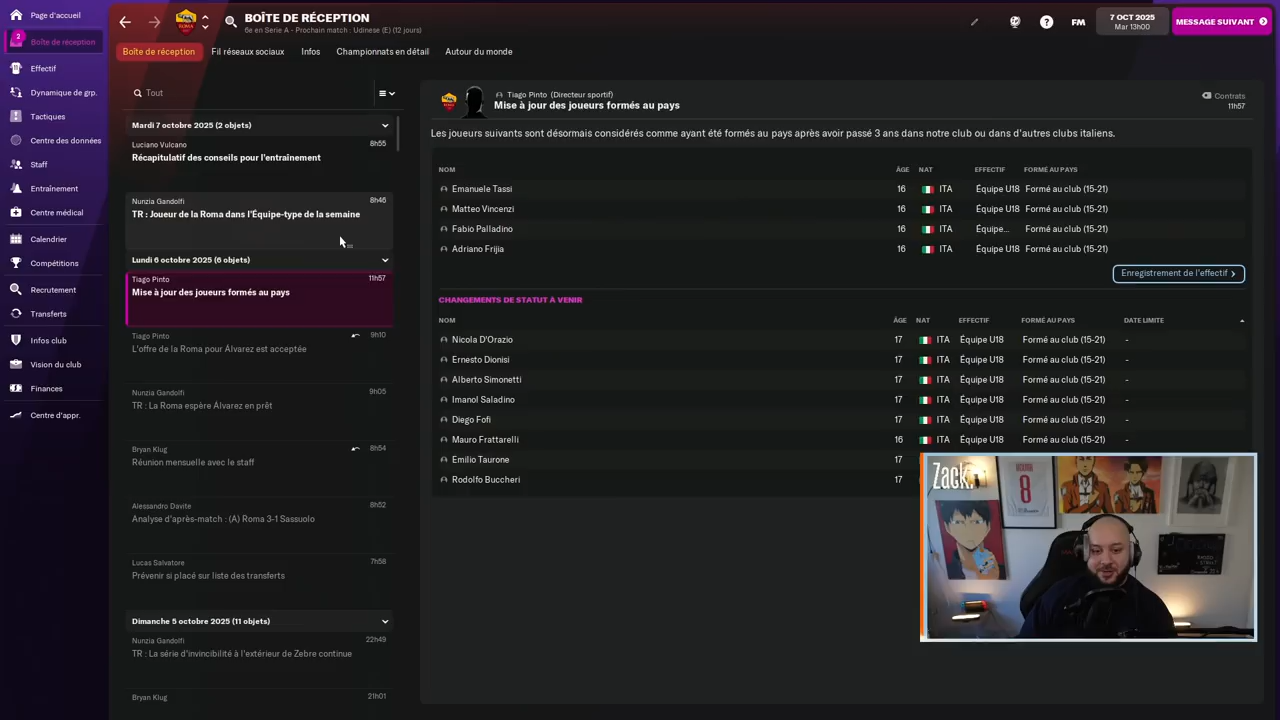 Page d'accueil
2
Boîte de réception
Effectif
Dynamique de grp.
Tactiques
Centre des données
Staff
Entraînement
Centre médical
Calendrier
Compétitions
Recrutement
Transferts
Infos club
Vision du club
Finances
Centre d'appr.
ROMA
BOÎTE DE RÉCEPTION
6e en Serie A - Prochain match : Udinese (E) (12 jours)
FM
7 OCT 2025
Mar 13h00
MESSAGE SUIVANT
Boîte de réception
Fil réseaux sociaux
Infos
Championnats en détail
Autour du monde
Tout
Mardi 7 octobre 2025 (2 objets)
Luciano Vulcano 8h55
Récapitulatif des conseils pour l'entraînement
Nunzia Gandolfi 8h46
TR : Joueur de la Roma dans l'Équipe-type de la semaine
Lundi 6 octobre 2025 (6 objets)
Tiago Pinto 11h57
Mise à jour des joueurs formés au pays
Tiago Pinto 9h10
L'offre de la Roma pour Álvarez est acceptée
Nunzia Gandolfi 9h05
TR : La Roma espère Álvarez en prêt
Bryan Klug 8h54
Réunion mensuelle avec le staff
Alessandro Davite 8h52
Analyse d'après-match : (A) Roma 3-1 Sassuolo
Lucas Salvatore 7h58
Prévenir si placé sur liste des transferts
Dimanche 5 octobre 2025 (11 objets)
Nunzia Gandolfi 22h49
TR : La série d'invincibilité à l'extérieur de Zebre continue
Bryan Klug 21h01
Tiago Pinto (Directeur sportif)
Mise à jour des joueurs formés au pays
Contrats
11h57
Les joueurs suivants sont désormais considérés comme ayant été formés au pays après avoir passé 3 ans dans notre club ou dans d'autres clubs italiens.
NOM ÂGE NAT EFFECTIF FORMÉ AU PAYS
Emanuele Tassi 16 ITA Équipe U18 Formé au club (15-21)
Matteo Vincenzi 16 ITA Équipe U18 Formé au club (15-21)
Fabio Palladino 16 ITA Équipe... Formé au club (15-21)
Adriano Frijia 16 ITA Équipe U18 Formé au club (15-21)
Enregistrement de l'effectif
CHANGEMENTS DE STATUT À VENIR
NOM ÂGE NAT EFFECTIF FORMÉ AU PAYS DATE LIMITE
Nicola D'Orazio 17 ITA Équipe U18 Formé au club (15-21) -
Ernesto Dionisi 17 ITA Équipe U18 Formé au club (15-21) -
Alberto Simonetti 17 ITA Équipe U18 Formé au club (15-21) -
Imanol Saladino 17 ITA Équipe U18 Formé au club (15-21) -
Diego Fofi 17 ITA Équipe U18 Formé au club (15-21) -
Mauro Frattarelli 16 ITA Équipe U18 Formé au club (15-21) -
Emilio Taurone 17
Rodolfo Buccheri 17
Zack
8